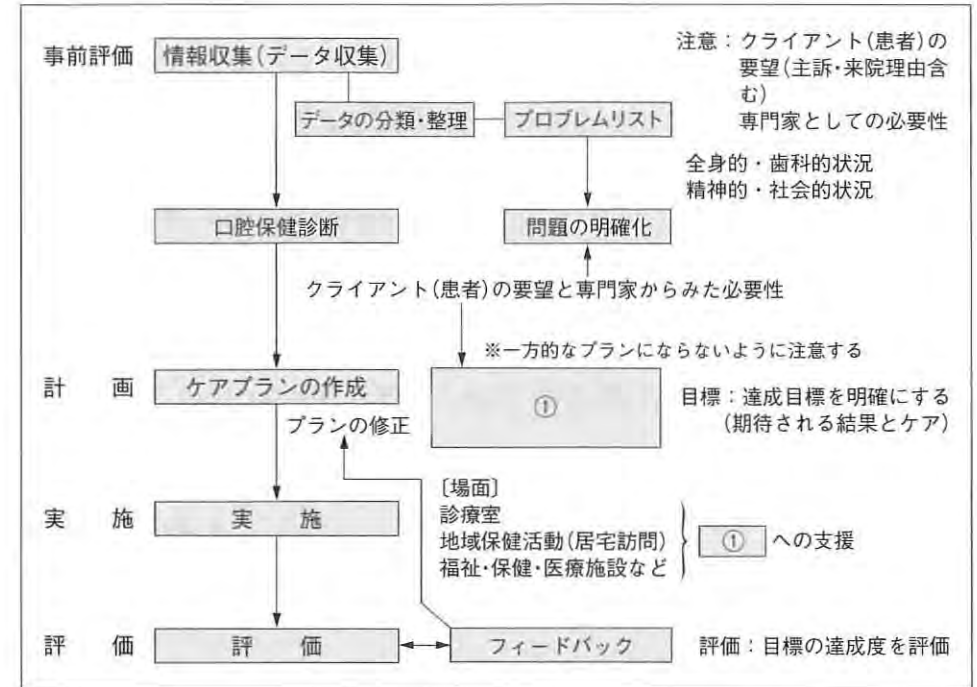 事前評価
情報収集(データ収集)
注意：クライアント(患者)の
要望(主訴・来院理由含
む)
専門家としての必要性
データの分類・整理
プロブレムリスト
全身的・歯科的状況
精神的・社会的状況
口腔保健診断
問題の明確化
クライアント(患者)の要望と専門家からみた必要性
※一方的なプランにならないように注意する
計　画
ケアプランの作成
①
目標：達成目標を明確にする
(期待される結果とケア)
プランの修正
〔場面〕
診療室
地域保健活動(居宅訪問)
福祉・保健・医療施設など
① への支援
実　施
実　施
評　価
評　価
フィードバック
評価：目標の達成度を評価